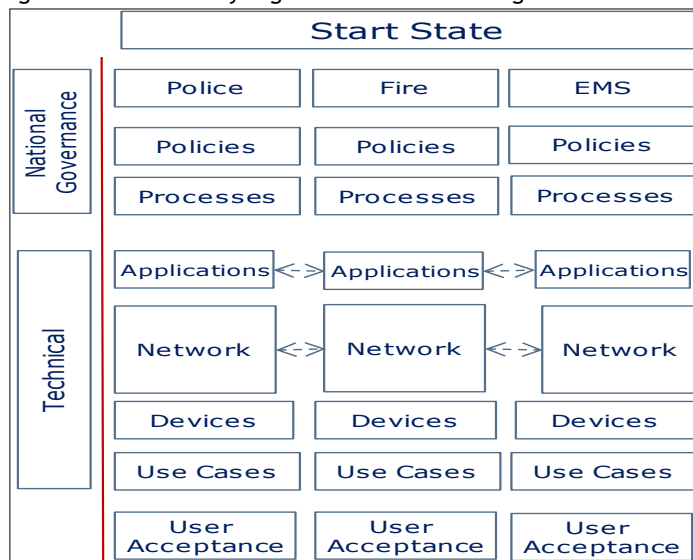 Start State
National
Governance
Police Fire EMS
Policies Policies Policies
Processes Processes Processes
Technical
Applications Applications Applications
Network Network Network
Devices Devices Devices
Use Cases Use Cases Use Cases
User User User
Acceptance Acceptance Acceptance